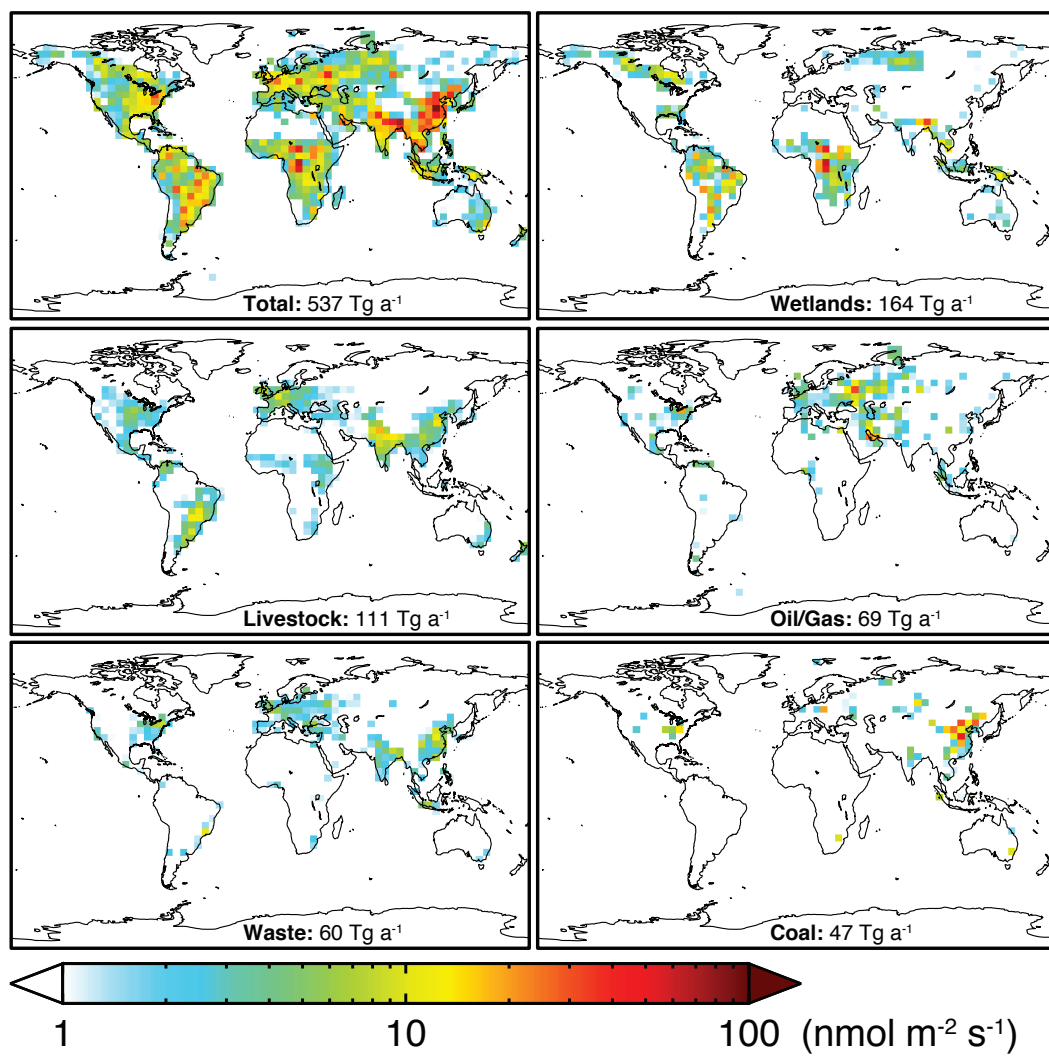 Total: 537 Tg a⁻¹
Wetlands: 164 Tg a⁻¹
Livestock: 111 Tg a⁻¹
Oil/Gas: 69 Tg a⁻¹
Waste: 60 Tg a⁻¹
Coal: 47 Tg a⁻¹
1 10 100 (nmol m⁻² s⁻¹)